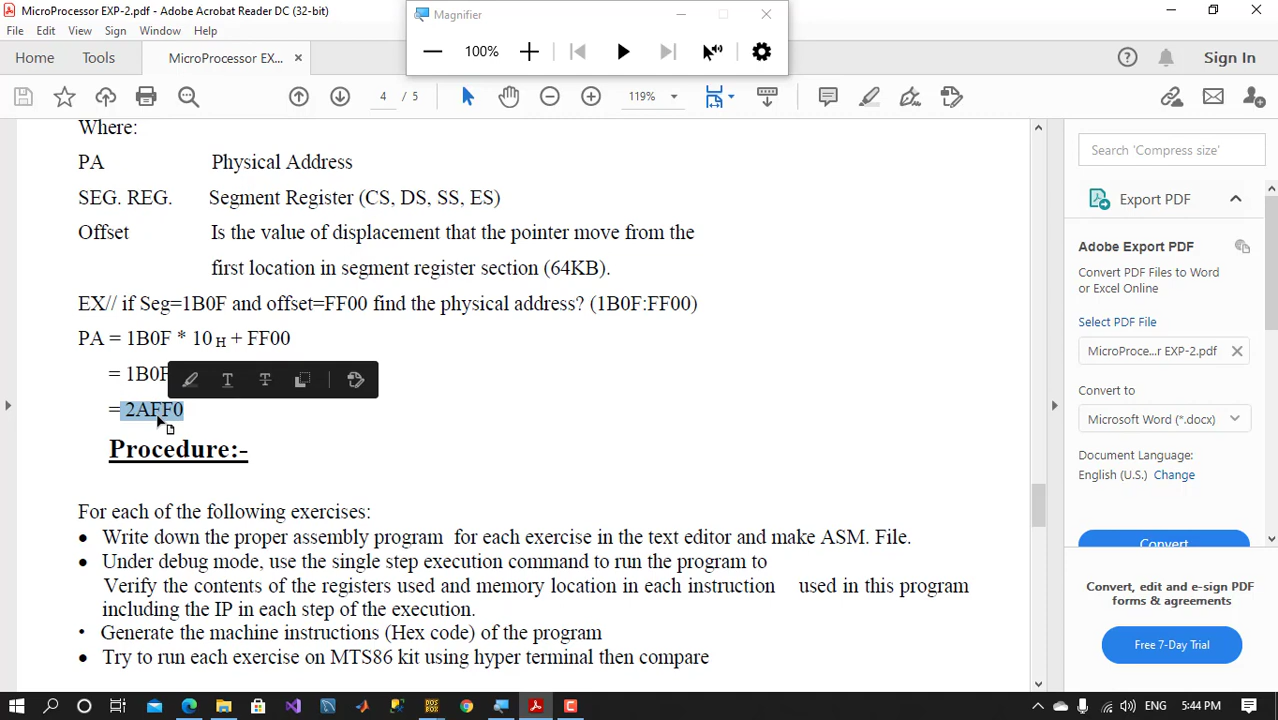 MicroProcessor EXP-2.pdf - Adobe Acrobat Reader DC (32-bit)
File Edit View Sign Window Help
Magnifier
100%
Home Tools MicroProcessor EX...
Sign In
4 / 5
119%
Where:
PA Physical Address
SEG. REG. Segment Register (CS, DS, SS, ES)
Offset Is the value of displacement that the pointer move from the
first location in segment register section (64KB).
EX// if Seg=1B0F and offset=FF00 find the physical address? (1B0F:FF00)
PA = 1B0F * 10 H + FF00
= 1B0F
= 2AFF0
Procedure:-
For each of the following exercises:
• Write down the proper assembly program for each exercise in the text editor and make ASM. File.
• Under debug mode, use the single step execution command to run the program to
Verify the contents of the registers used and memory location in each instruction used in this program
including the IP in each step of the execution.
• Generate the machine instructions (Hex code) of the program
• Try to run each exercise on MTS86 kit using hyper terminal then compare
Search 'Compress size'
Export PDF
Adobe Export PDF
Convert PDF Files to Word
or Excel Online
Select PDF File
MicroProce...r EXP-2.pdf
Convert to
Microsoft Word (*.docx)
Document Language:
English (U.S.) Change
Convert
Convert, edit and e-sign PDF
forms & agreements
Free 7-Day Trial
ENG 5:44 PM